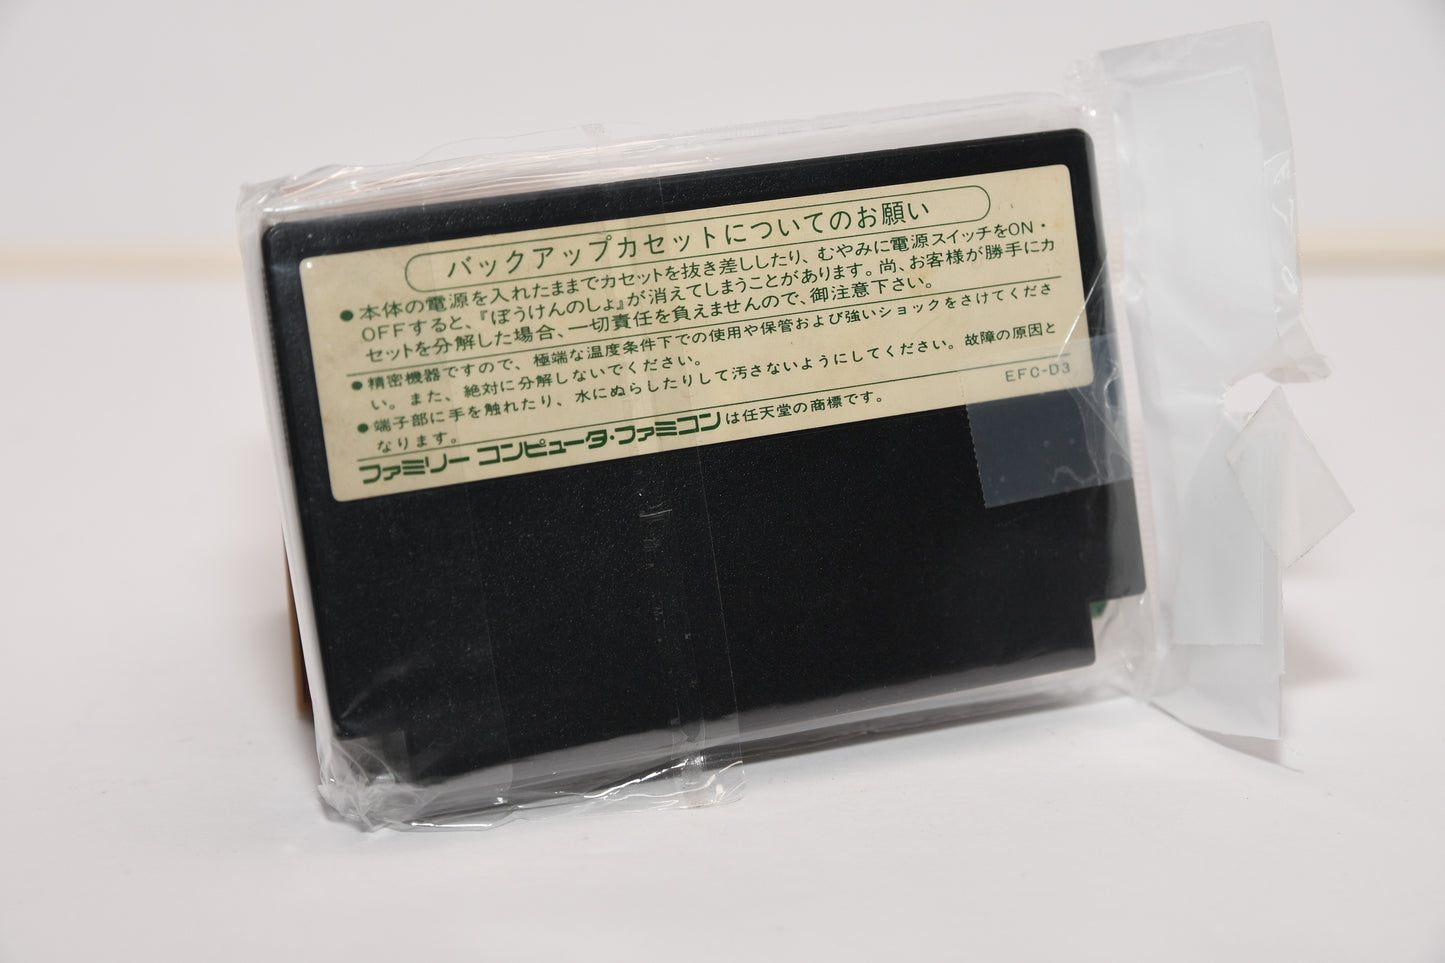 バックアップカセットについてのお願い
●本体の電源を入れたままでカセットを抜き差ししたり、むやみに電源スイッチをON・
OFFすると、『ぼうけんのしょ』が消えてしまうことがあります。尚、お客様が勝手にカ
セットを分解した場合、一切責任を負えませんので、御注意下さい。
●精密機器ですので、極端な温度条件下での使用や保管および強いショックをさけてくださ
い。また、絶対に分解しないでください。
●端子部に手を触れたり、水にぬらしたりして汚さないようにしてください。故障の原因と
なります。
EFC-D3
ファミリー コンピュータ・ファミコンは任天堂の商標です。